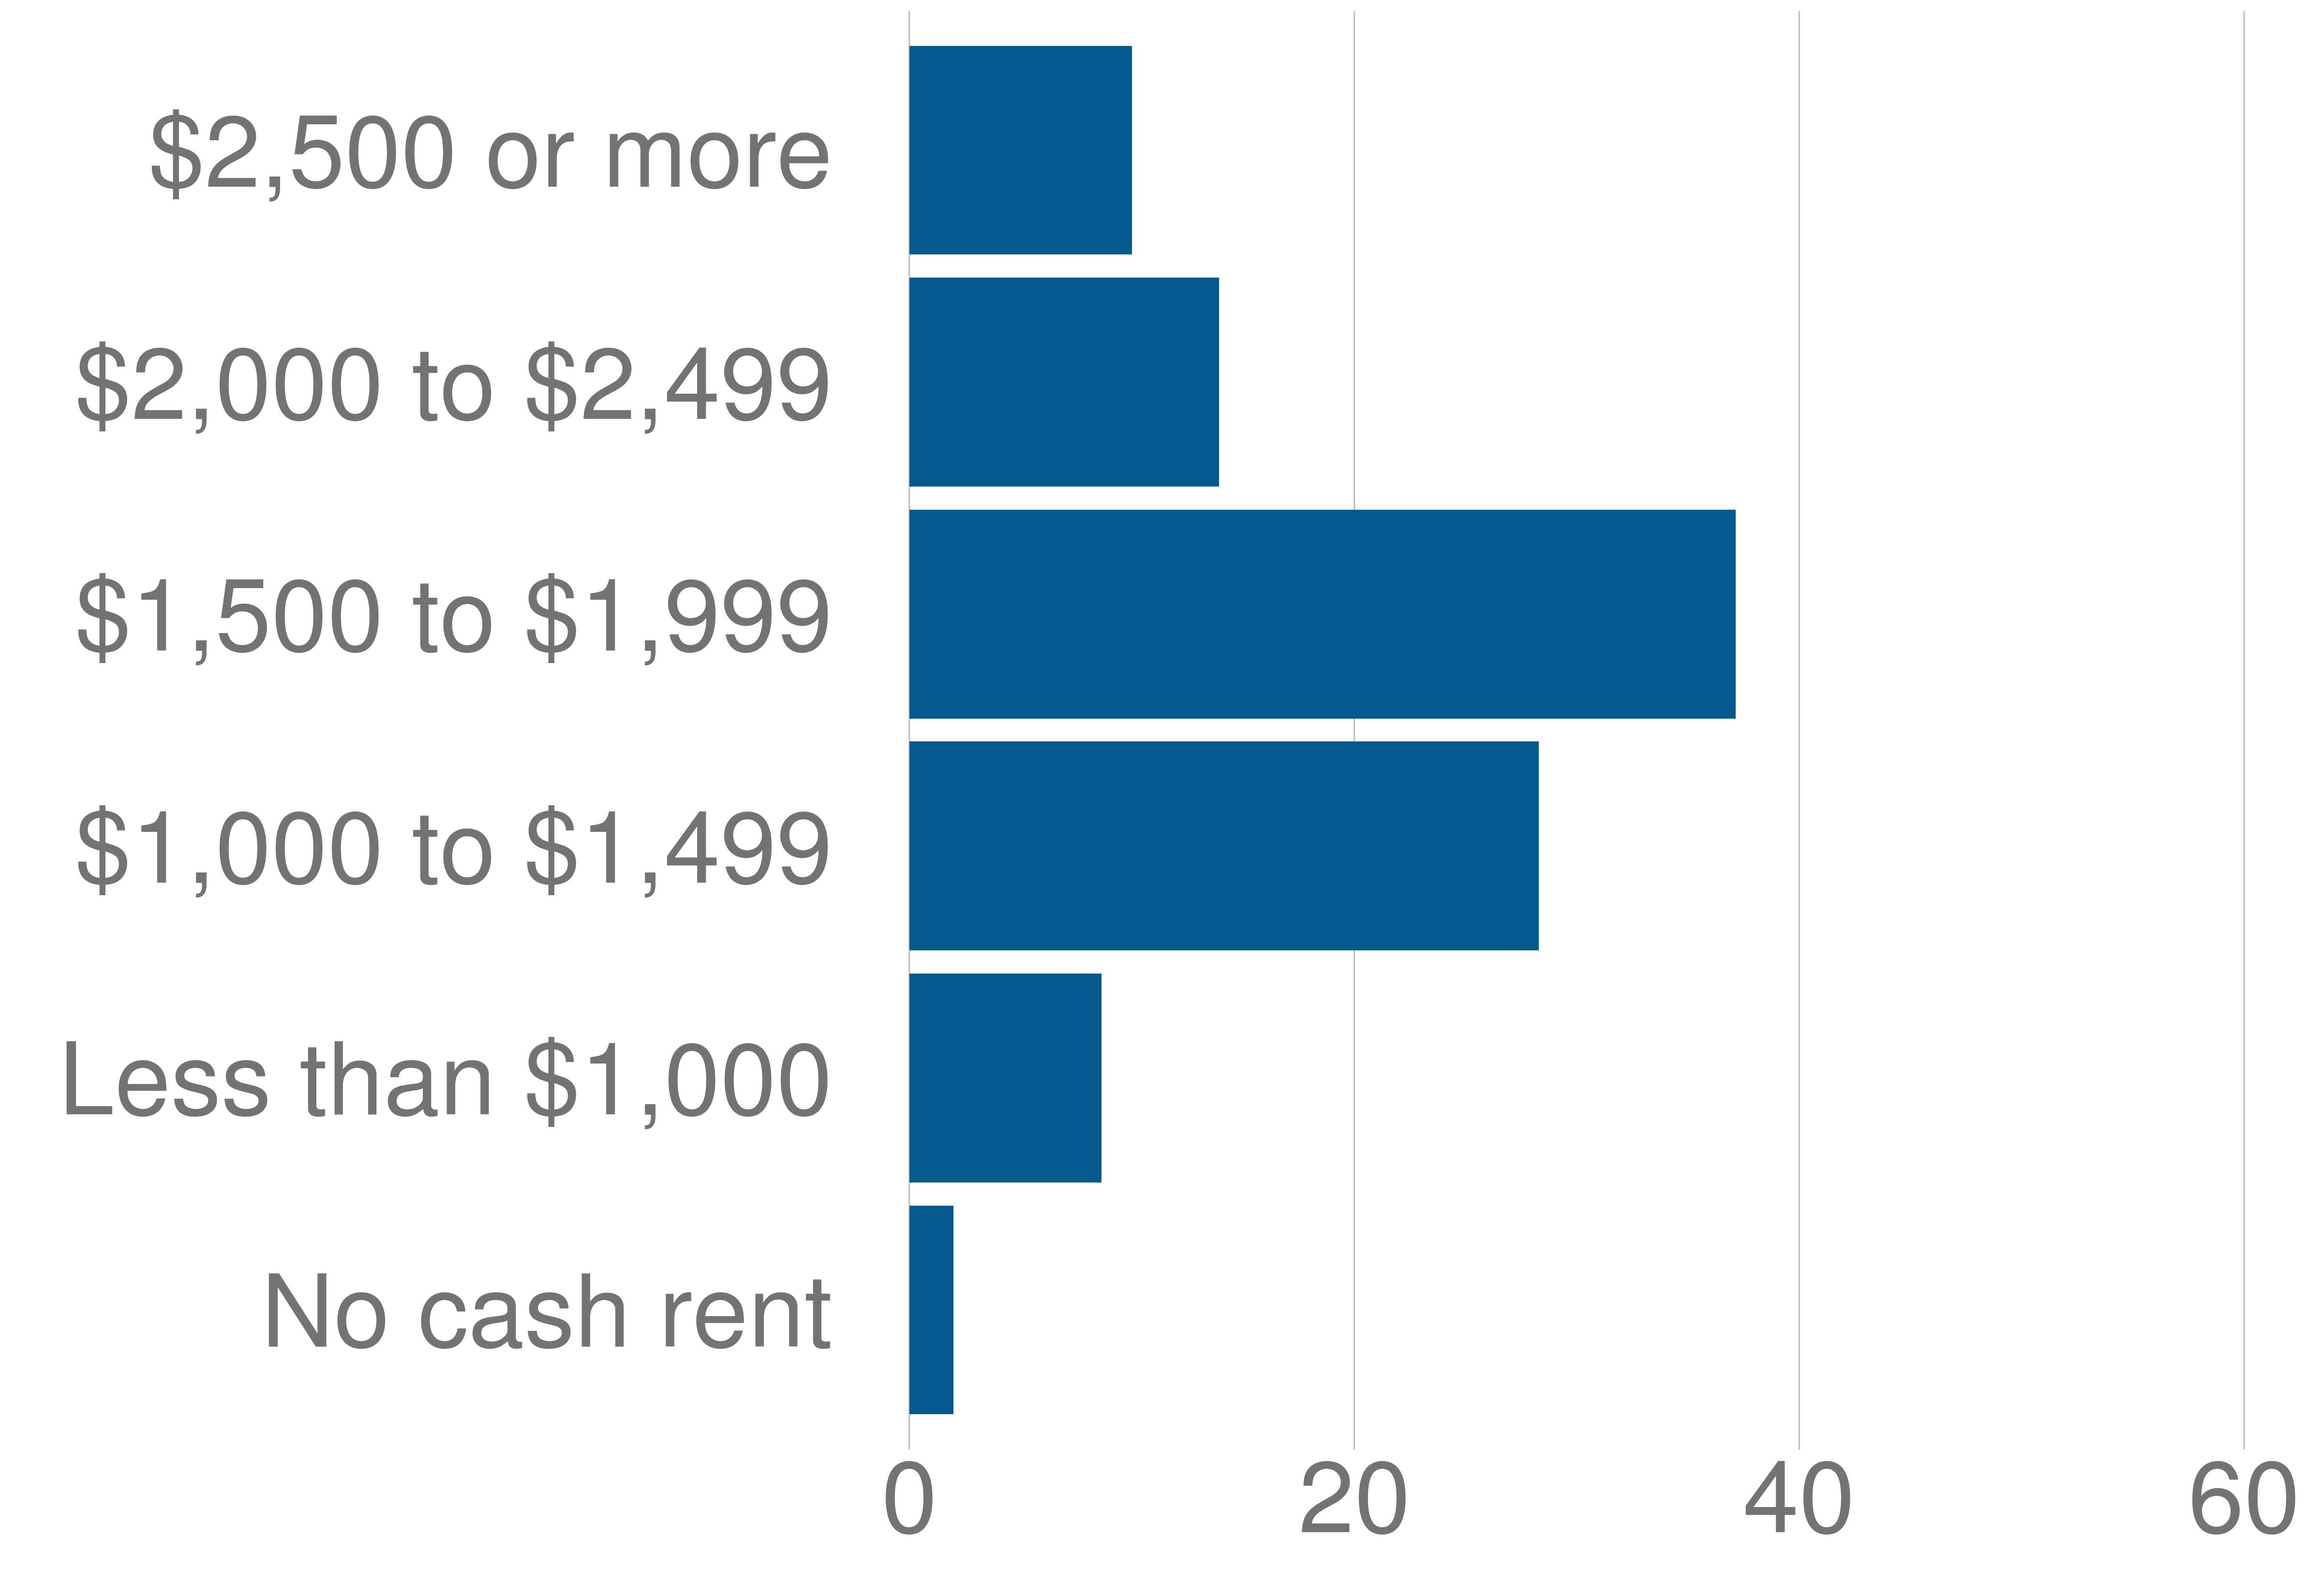 $2,500 or more
$2,000 to $2,499
$1,500 to $1,999
$1,000 to $1,499
Less than $1,000
No cash rent
0 20 40 60